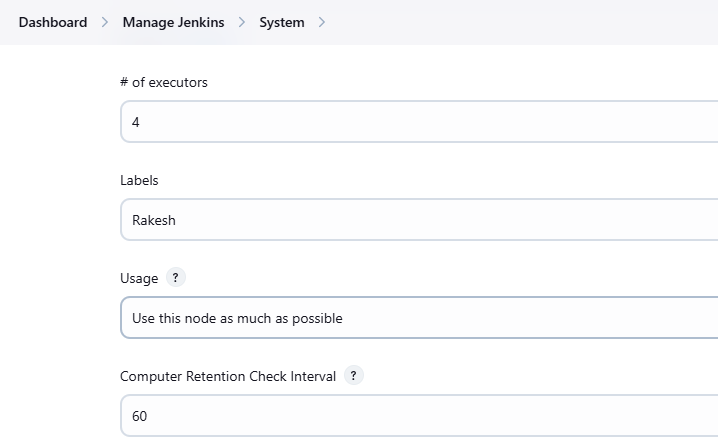 Dashboard > Manage Jenkins > System >
# of executors
4
Labels
Rakesh
Usage ?
Use this node as much as possible
Computer Retention Check Interval ?
60